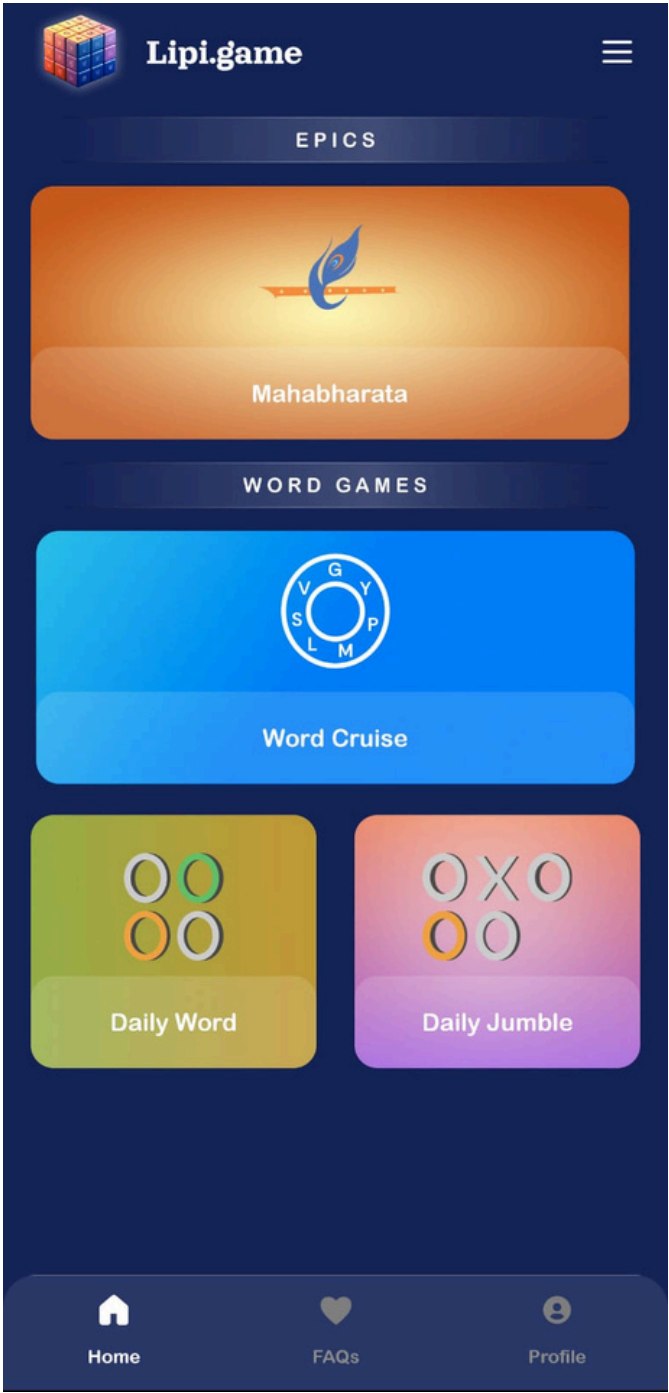 Lipi.game
EPICS
Mahabharata
WORD GAMES
G
V Y
S P
L M
Word Cruise
O O
O O
Daily Word
O X O
O O
Daily Jumble
Home FAQs Profile